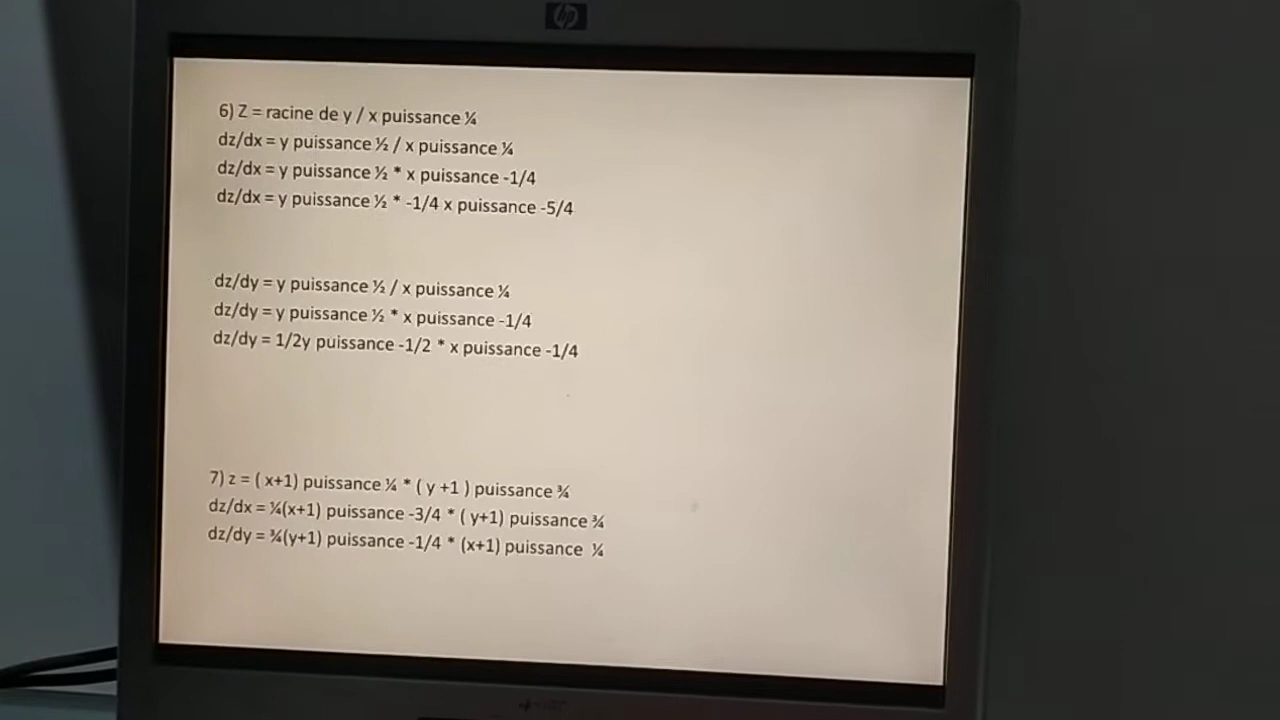 hp
6) Z = racine de y / x puissance ¼
dz/dx = y puissance ½ / x puissance ¼
dz/dx = y puissance ½ * x puissance -1/4
dz/dx = y puissance ½ * -1/4 x puissance -5/4
dz/dy = y puissance ½ / x puissance ¼
dz/dy = y puissance ½ * x puissance -1/4
dz/dy = 1/2y puissance -1/2 * x puissance -1/4
7) z = ( x+1) puissance ¼ * ( y +1 ) puissance ¾
dz/dx = ¼(x+1) puissance -3/4 * ( y+1) puissance ¾
dz/dy = ¾(y+1) puissance -1/4 * (x+1) puissance ¼